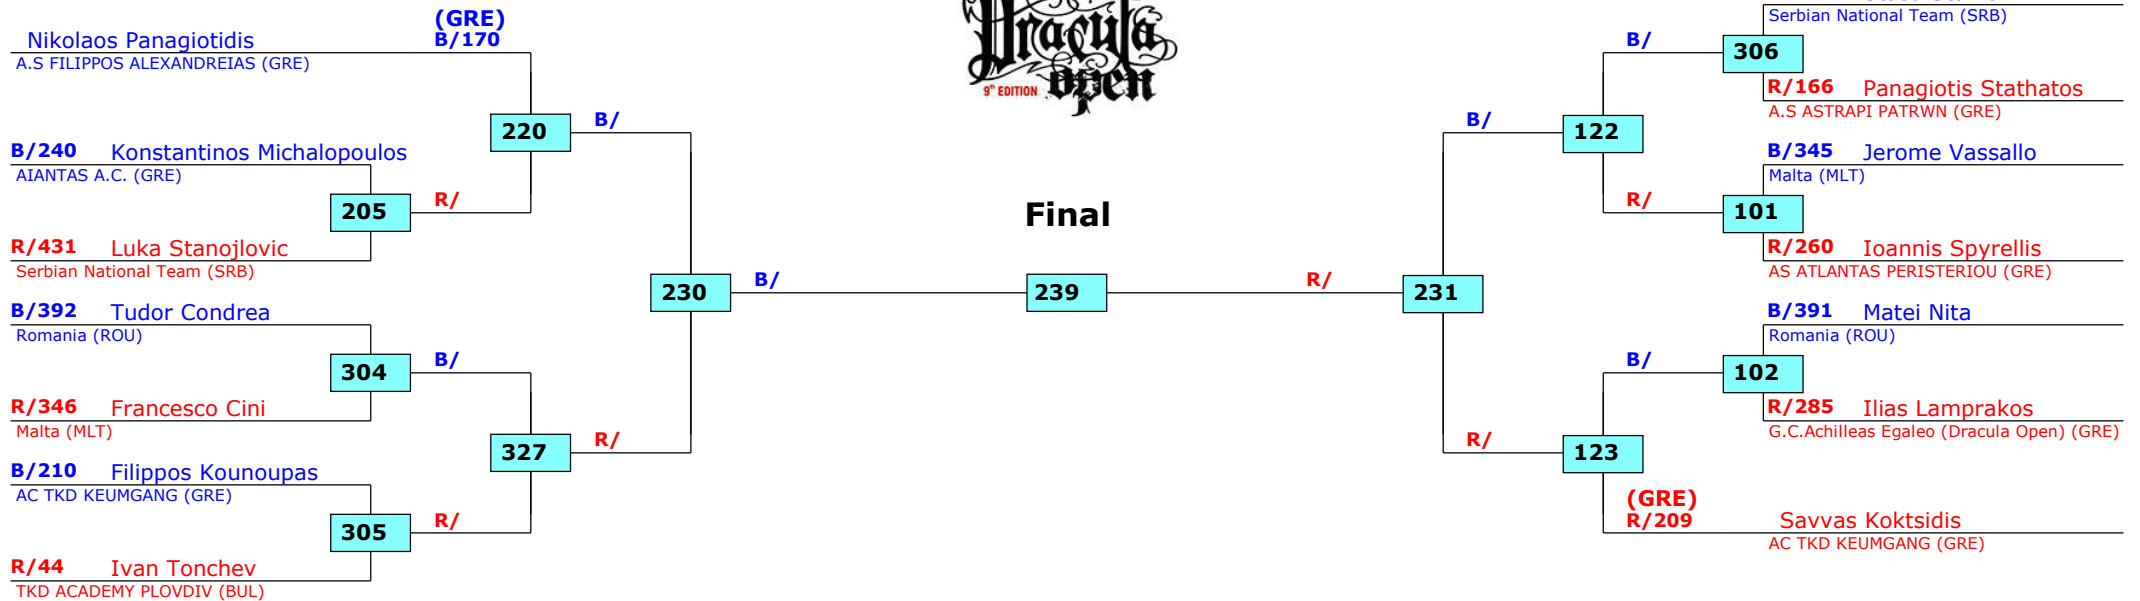 (GRE)
Nikolaos Panagiotidis
B/170
A.S FILIPPOS ALEXANDREIAS (GRE)
220
B/
B/240 Konstantinos Michalopoulos
AIANTAS A.C. (GRE)
205
R/
R/431 Luka Stanojlovic
Serbian National Team (SRB)
230
B/
B/392 Tudor Condrea
Romania (ROU)
304
B/
R/346 Francesco Cini
Malta (MLT)
327
R/
B/210 Filippos Kounoupas
AC TKD KEUMGANG (GRE)
305
R/
R/44 Ivan Tonchev
TKD ACADEMY PLOVDIV (BUL)
Dracula
open
9th EDITION
Final
239
R/
231
B/
122
B/
Serbian National Team (SRB)
306
R/166 Panagiotis Stathatos
A.S ASTRAPI PATRWN (GRE)
B/345 Jerome Vassallo
Malta (MLT)
R/
101
R/260 Ioannis Spyrellis
AS ATLANTAS PERISTERIOU (GRE)
B/391 Matei Nita
Romania (ROU)
B/
102
R/285 Ilias Lamprakos
G.C.Achilleas Egaleo (Dracula Open) (GRE)
R/
123
(GRE)
R/209 Savvas Koktsidis
AC TKD KEUMGANG (GRE)